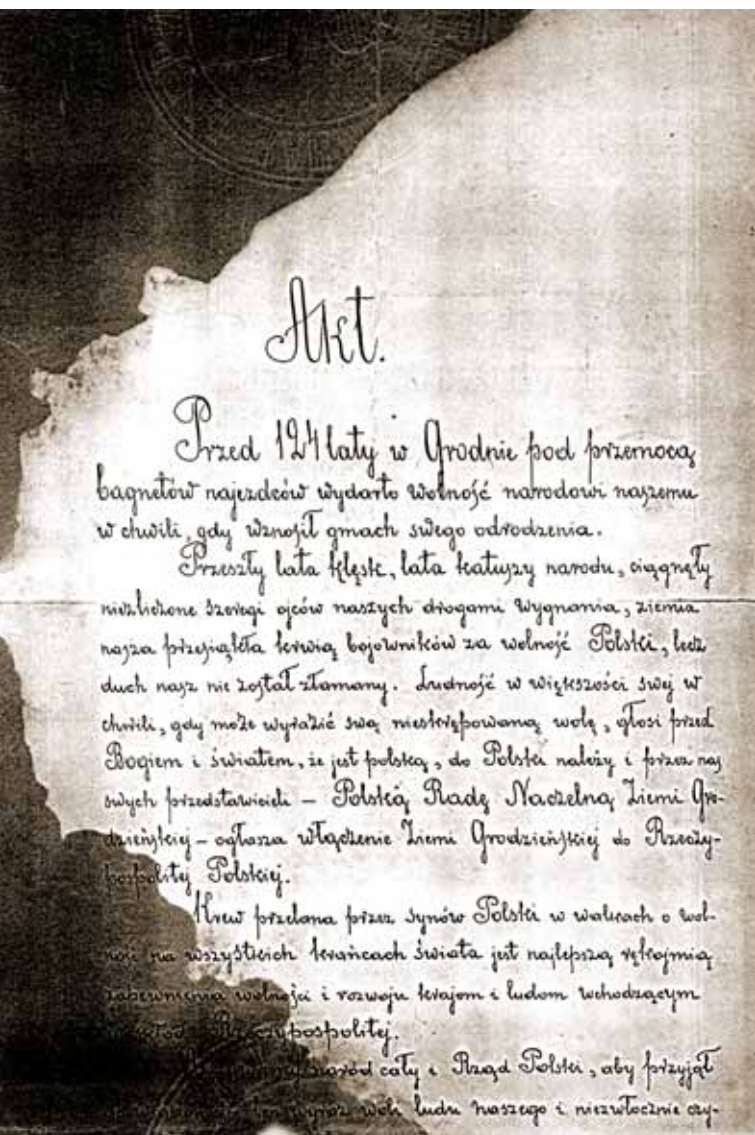 Akt.
Przed 124 laty w Grodnie pod przemocą
bagnetów najezdców wydarto wolność narodowi naszemu
w chwili, gdy wznosił gmach swego odrodzenia.
Przeszły lata klęsk, lata katuszy narodu, ciągnęły
niezliczone szeregi ojców naszych drogami wygnania, ziemia
nasza przesiąkła krwią bojowników za wolność Polski, lecz
duch nasz nie został złamany. Ludność w większości swej w
chwili, gdy może wyrazić swą nieskrępowaną wolę, głosi przed
Bogiem i światem, że jest polską, do Polski należy i przez nas
swych przedstawicieli – Polską Radę Naczelną Ziemi Gro-
dzieńskiej – ogłasza włączenie Ziemi Grodzieńskiej do Rzeczy-
pospolitej Polskiej.
Krew przelana przez synów Polski w walkach o wol-
ność na wszystkich krańcach świata jest najlepszą rękojmią
zapewnienia wolności i rozwoju krajom i ludom wchodzącym
Rzeczypospolitej.
naród cały i Rząd Polski, aby przyjął
ten wyraz woli ludu naszego i niezwłocznie czy-